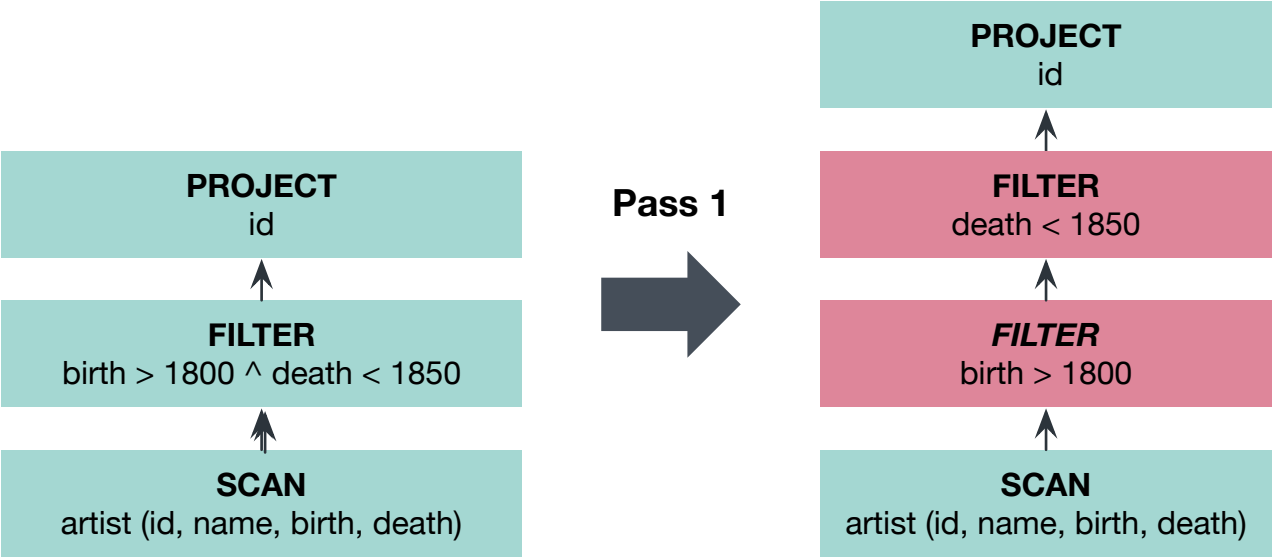 PROJECT
id
FILTER
birth > 1800 ^ death < 1850
SCAN
artist (id, name, birth, death)
Pass 1
PROJECT
id
FILTER
death < 1850
FILTER
birth > 1800
SCAN
artist (id, name, birth, death)